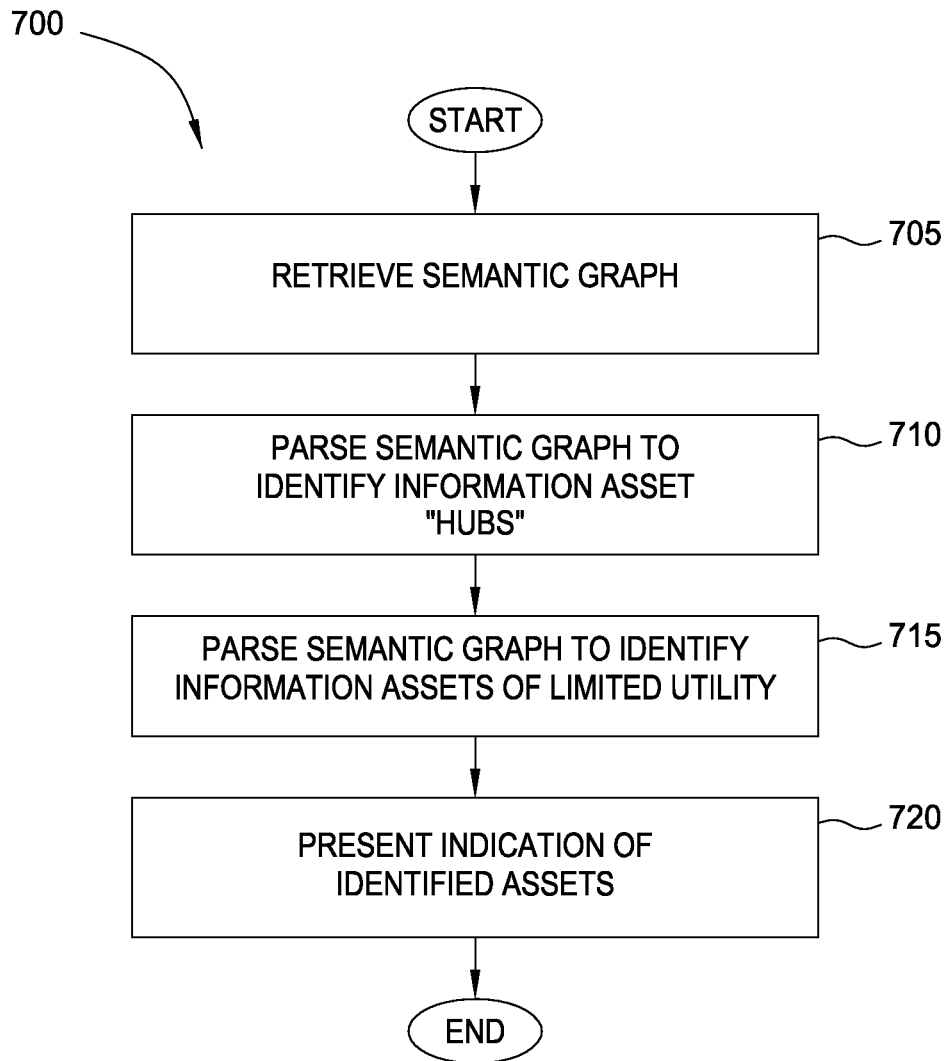 700
START
RETRIEVE SEMANTIC GRAPH
705
PARSE SEMANTIC GRAPH TO
IDENTIFY INFORMATION ASSET
"HUBS"
710
PARSE SEMANTIC GRAPH TO IDENTIFY
INFORMATION ASSETS OF LIMITED UTILITY
715
PRESENT INDICATION OF
IDENTIFIED ASSETS
720
END